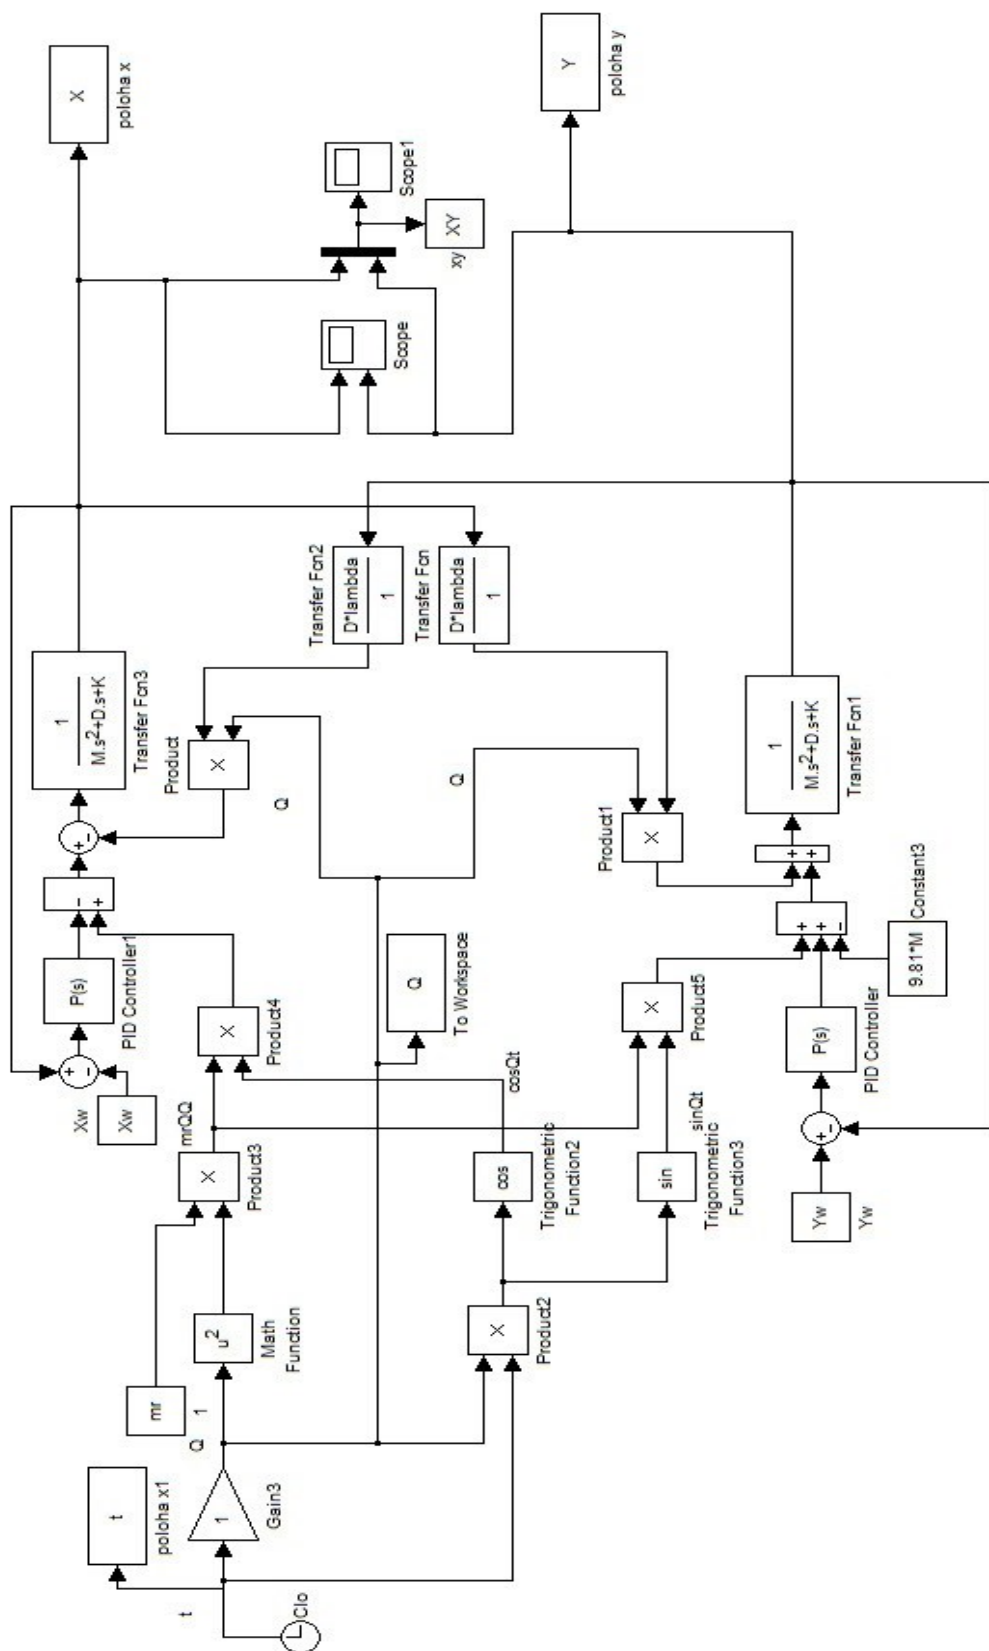 t
Clo
t
poloha x1
1
Gain3
Q
1
mr
u²
Math
Function
X
Product3
mrQQ
X
Product2
cos
Trigonometric
Function2
cosQt
sin
Trigonometric
Function3
sinQt
Xw
Xw
+
-
P(s)
PID Controller1
-
+
+
-
1
M.s²+D.s+K
Transfer Fcn3
X
Product4
X
Product5
Q
To Workspace
Q
Q
X
Product
X
Product1
D*lambda
1
Transfer Fcn2
D*lambda
1
Transfer Fcn
Yw
Yw
+
-
P(s)
PID Controller
9.81*M
Constant3
+
+
-
+
+
1
M.s²+D.s+K
Transfer Fcn1
Scope
Scope1
XY
xy
X
poloha x
Y
poloha y